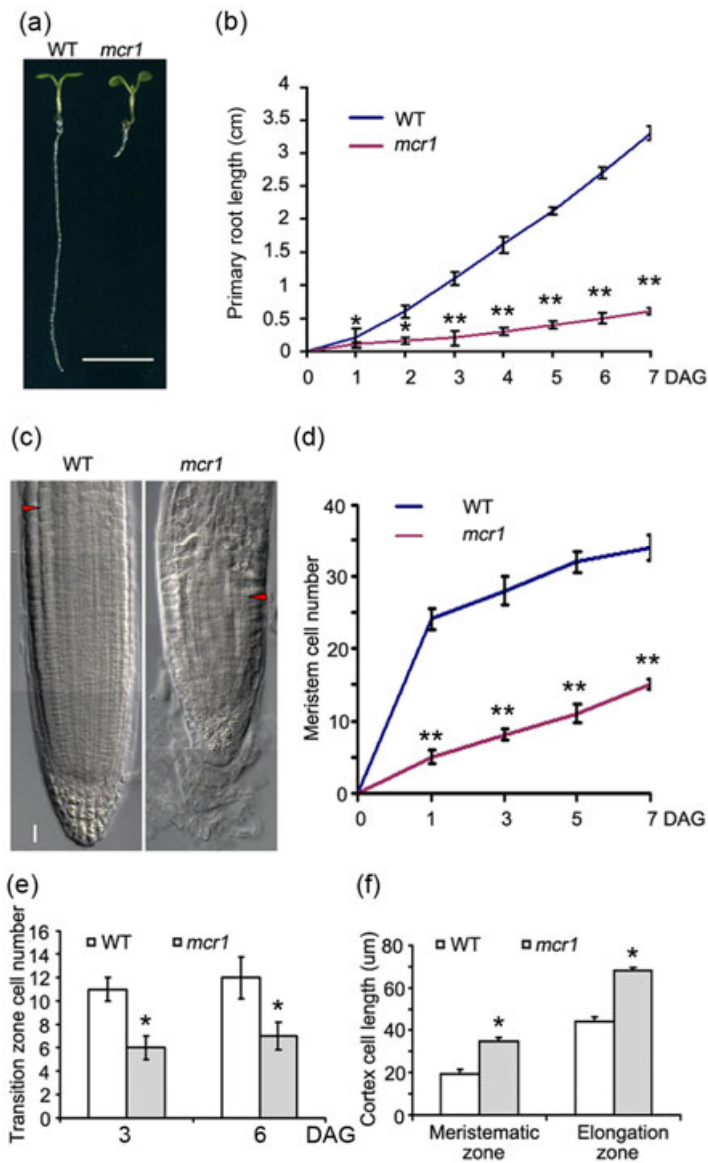 (a)
WT mcr1
(b)
Primary root length (cm)
4
3.5
3
2.5
2
1.5
1
0.5
0
WT
mcr1
* * ** ** ** ** **
0 1 2 3 4 5 6 7 DAG
(c)
WT mcr1
(d)
Meristem cell number
40
30
20
10
0
WT
mcr1
** ** ** **
0 1 3 5 7 DAG
(e)
Transition zone cell number
16
14
12
10
8
6
4
2
0
WT mcr1
* *
3 6 DAG
(f)
Cortex cell length (um)
80
60
40
20
0
WT mcr1
* *
Meristematic zone
Elongation zone